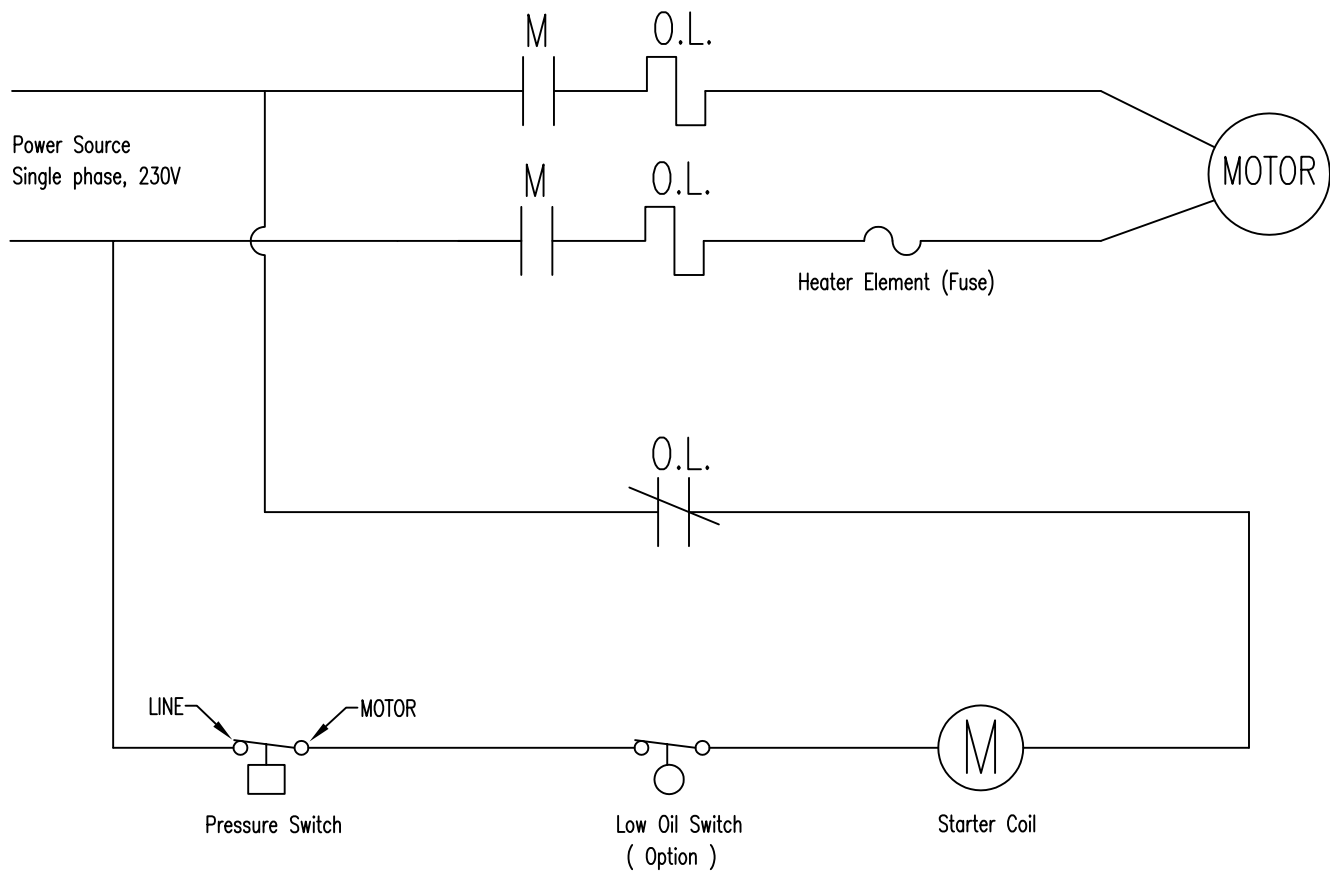 M
O.L.
Power Source
Single phase, 230V
M
O.L.
MOTOR
Heater Element (Fuse)
O.L.
LINE
MOTOR
M
Pressure Switch
Low Oil Switch
( Option )
Starter Coil